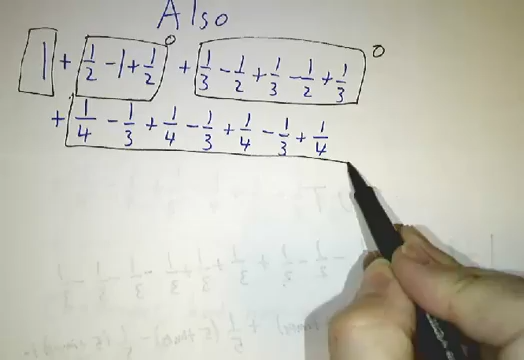 Also
1 + 1/2 - 1 + 1/2 0 + 1/3 - 1/2 + 1/3 - 1/2 + 1/3 0
+ 1/4 - 1/3 + 1/4 - 1/3 + 1/4 - 1/3 + 1/4